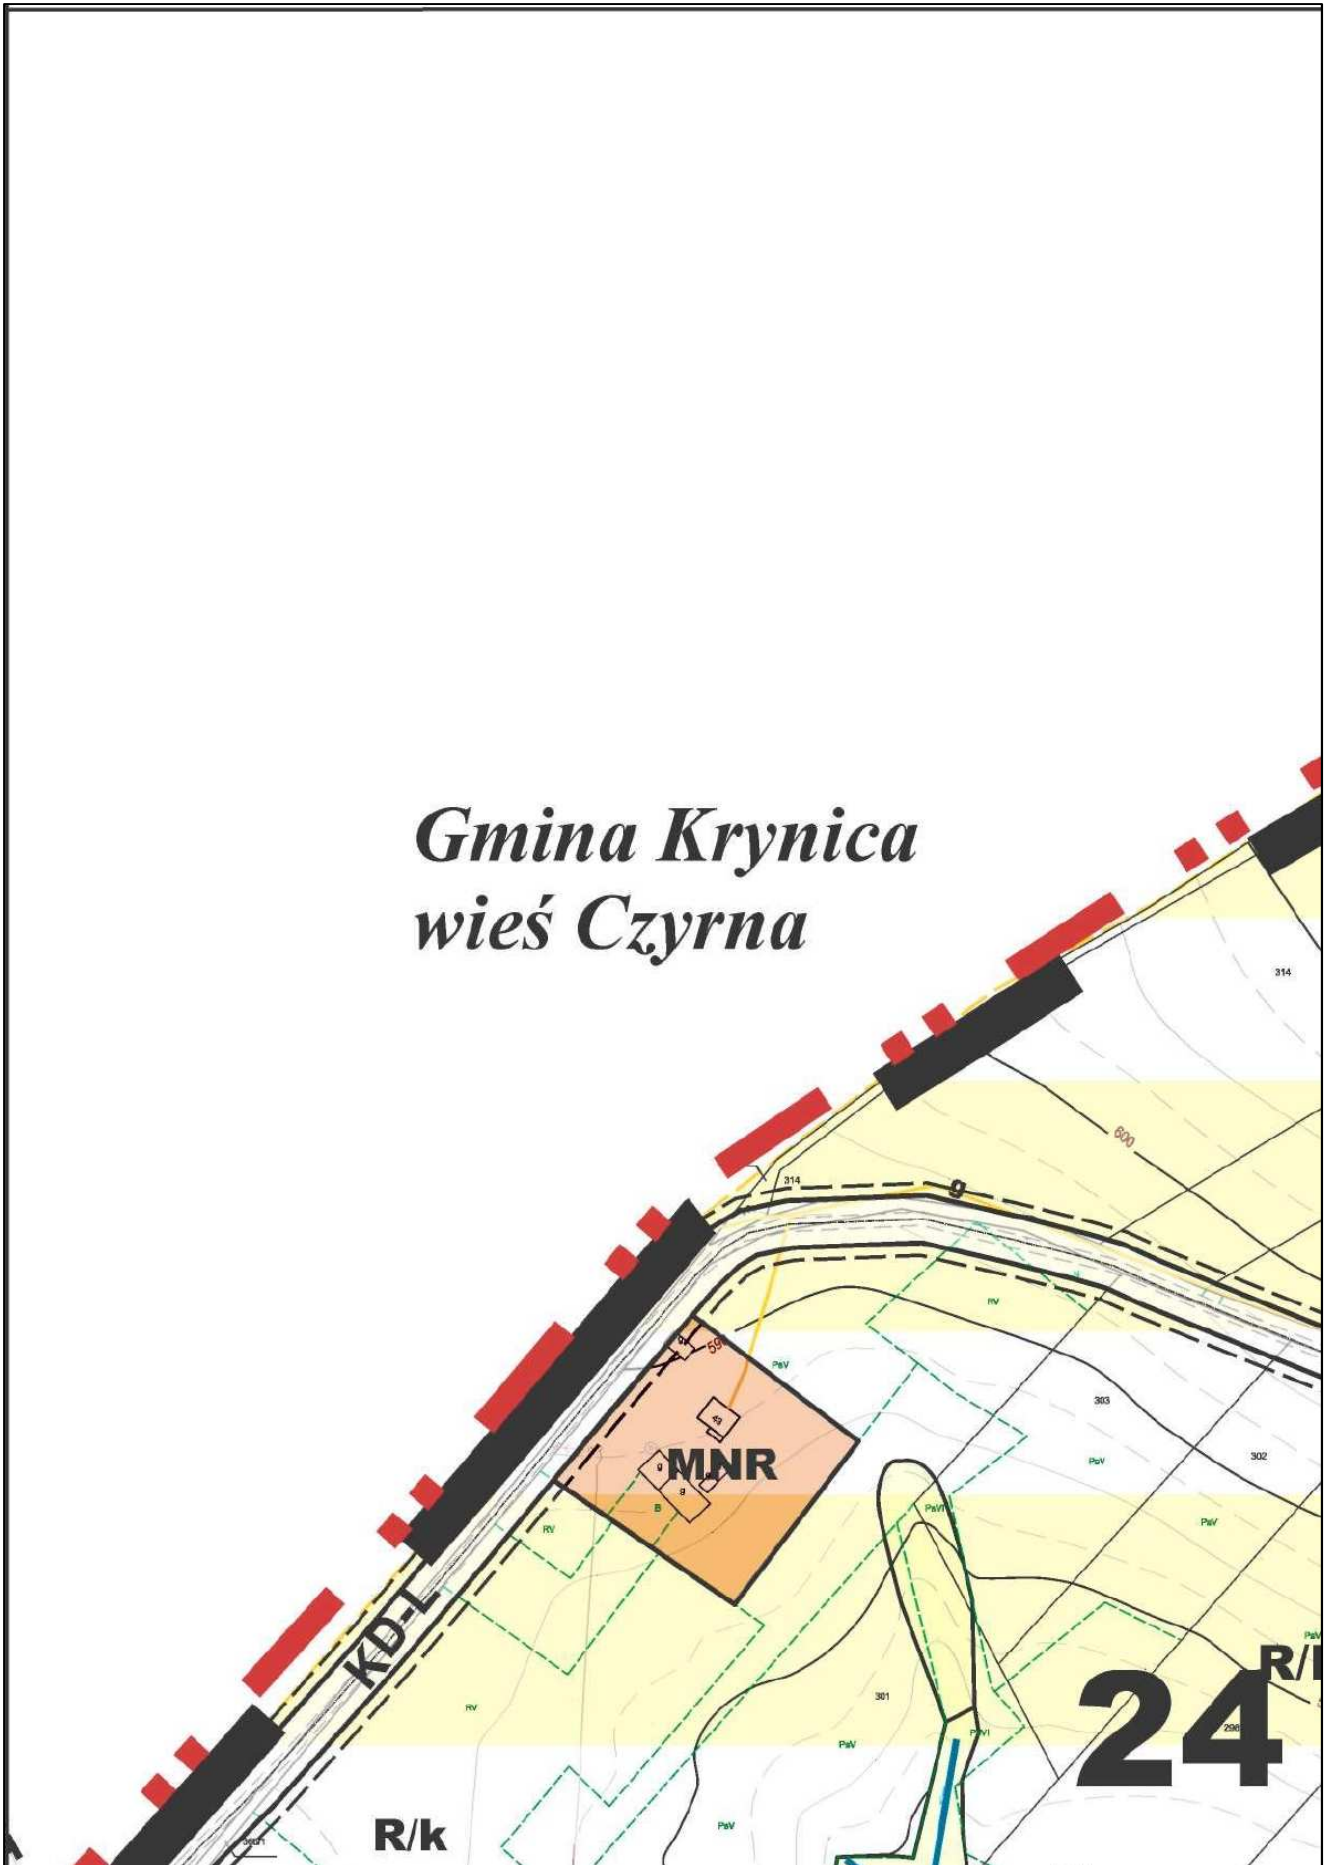 Gmina Krynica
wieś Czyrna
314
600
314
g
RV
59
PsV
303
43
302
MNR
PsV
g
g
B
PsVI
PsV
RV
KD-L
R/
24
301
RV
298
PsV
R/k
PsV